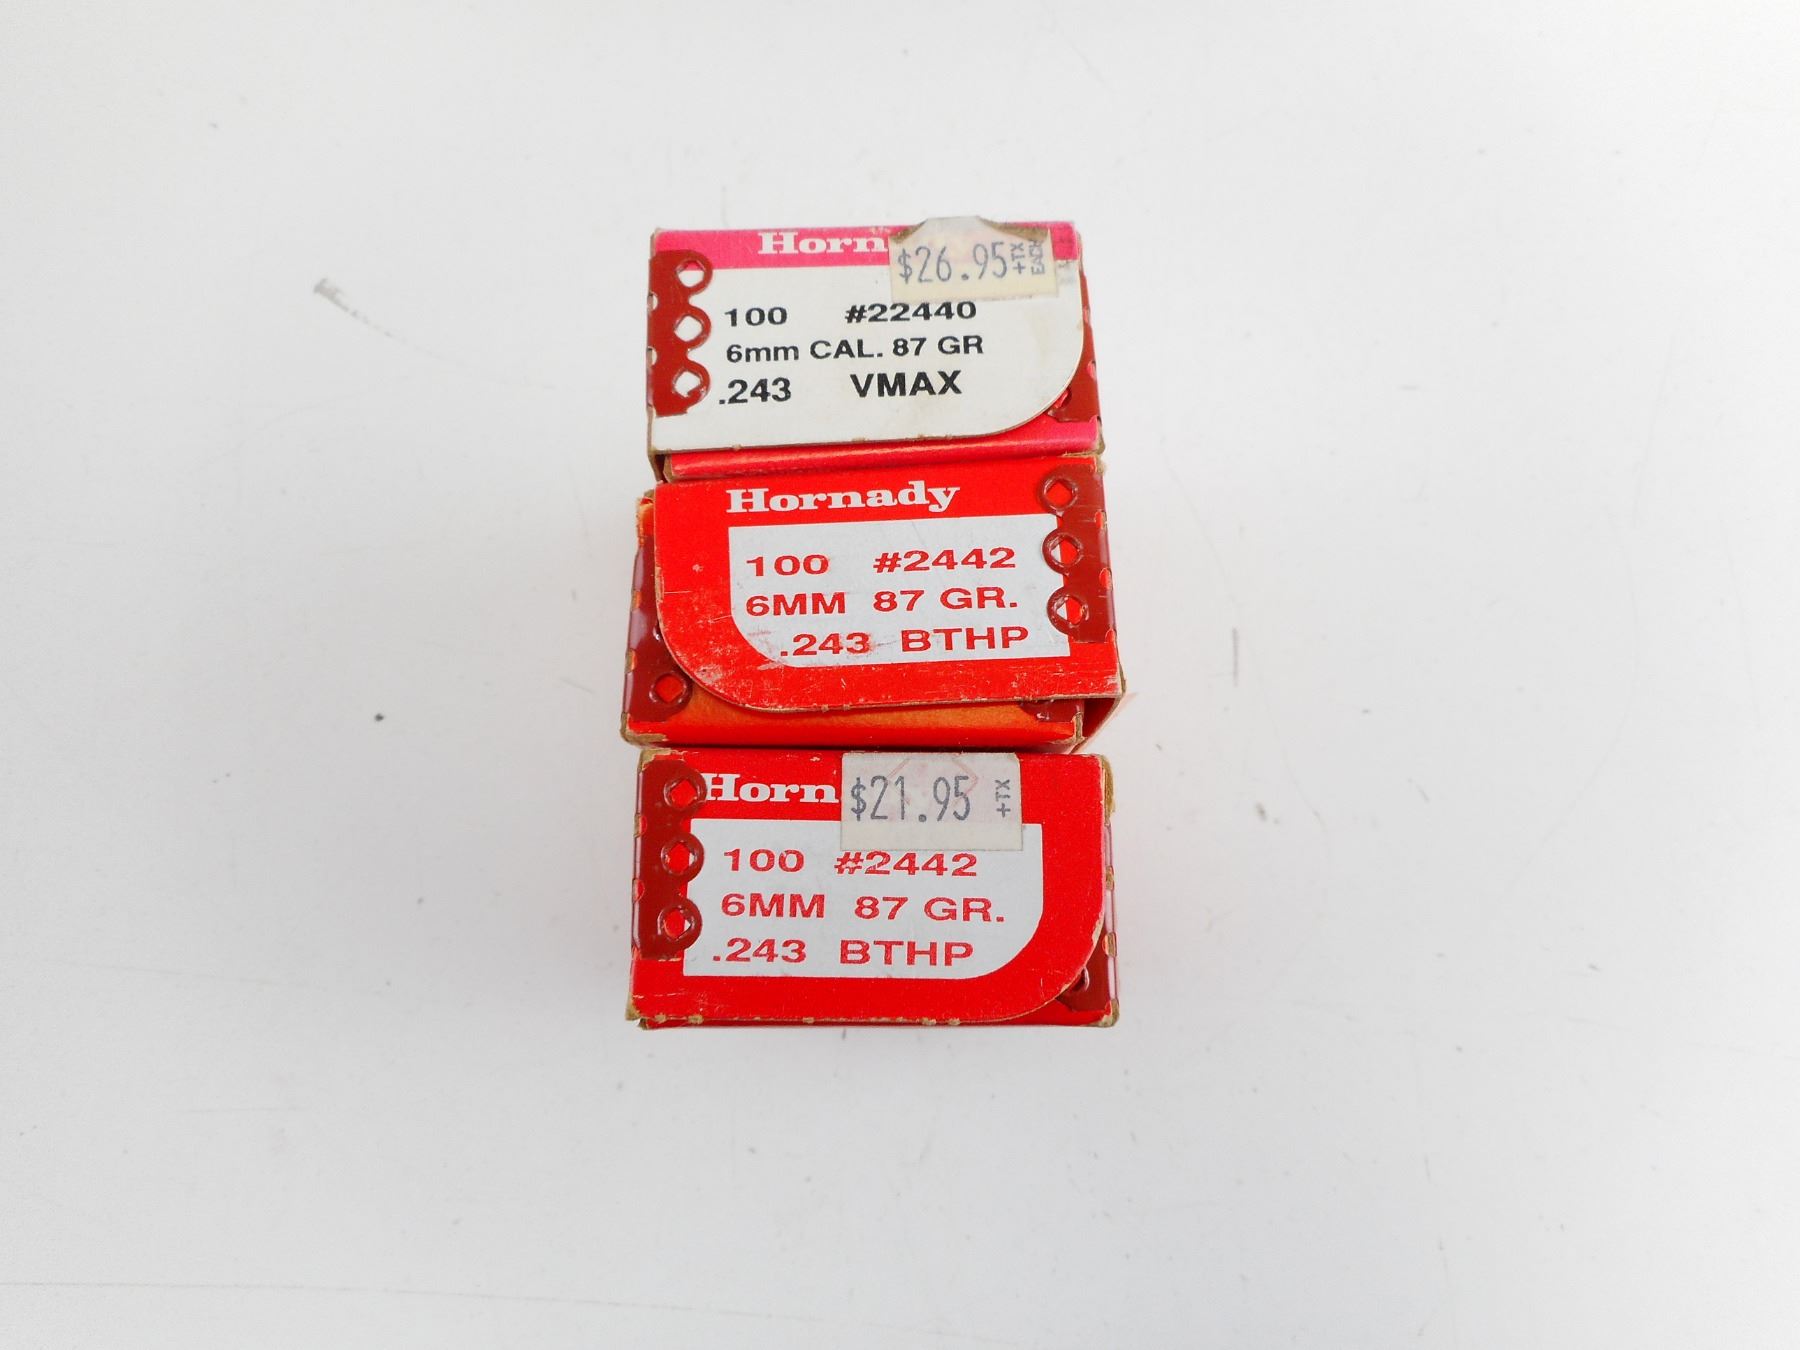 Horn
$26.95 +TX EACH
100 #22440
6mm CAL. 87 GR
.243 VMAX
Hornady
100 #2442
6MM 87 GR.
.243 BTHP
Horn
$21.95 +TX
100 #2442
6MM 87 GR.
.243 BTHP